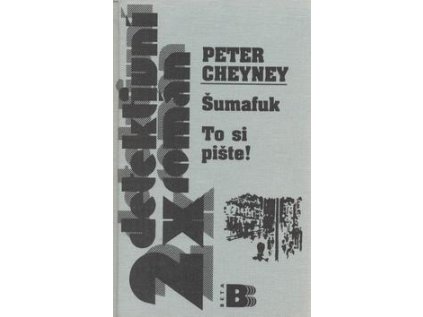 2x detektivní
román
PETER
CHEYNEY
Šumafuk
To si
pište!
BETA
B